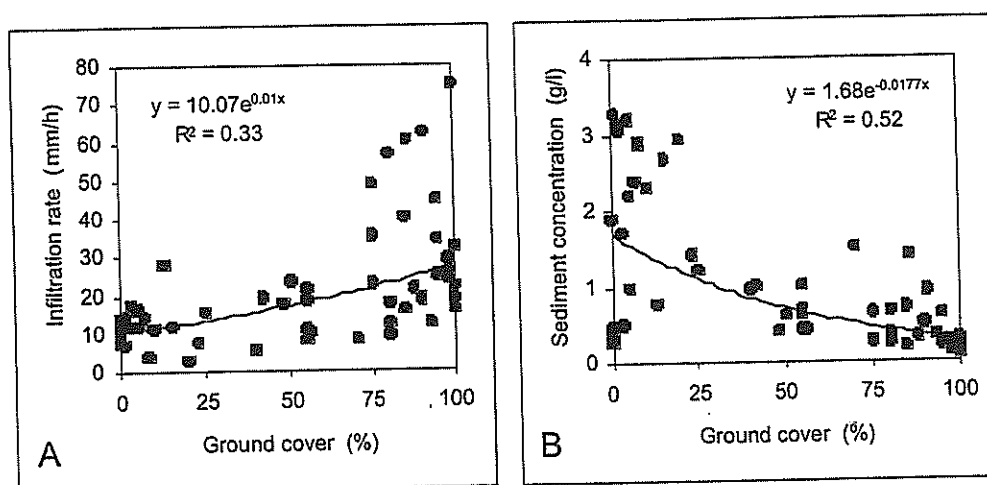 80
70
60
50
40
30
20
10
0
Infiltration rate (mm/h)
y = 10.07e^0.01x
R² = 0.33
0 25 50 75 100
Ground cover (%)
A
4
3
2
1
0
Sediment concentration (g/l)
y = 1.68e^-0.0177x
R² = 0.52
0 25 50 75 100
Ground cover (%)
B